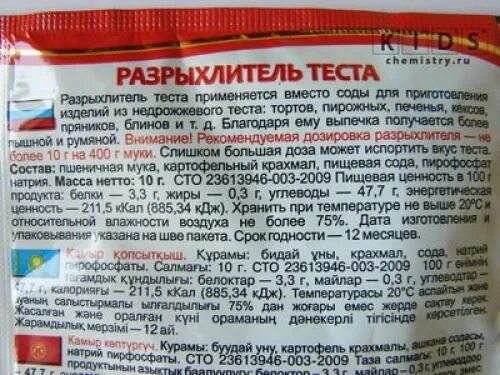 KIDS
chemistry.ru
РАЗРЫХЛИТЕЛЬ ТЕСТА
Разрыхлитель теста применяется вместо соды для приготовления
изделий из недрожжевого теста: тортов, пирожных, печенья, кексов,
пряников, блинов и т. д. Благодаря ему выпечка получается более
пышной и румяной. Внимание! Рекомендуемая дозировка разрыхлителя — не
более 10 г на 400 г муки. Слишком большая доза может испортить вкус теста.
Состав: пшеничная мука, картофельный крахмал, пищевая сода, пирофосфат
натрия. Масса нетто: 10 г. СТО 23613946-003-2009 Пищевая ценность в 100 г
продукта: белки — 3,3 г, жиры — 0,3 г, углеводы — 47,7 г, энергетическая
ценность — 211,5 кКал (885,34 кДж). Хранить при температуре не выше 20°С и
относительной влажности воздуха не более 75%. Дата изготовления и
упаковывания указана на шве пакета. Срок годности — 12 месяцев.
Қамыр қопсытқыш. Құрамы: бидай ұны, крахмал, сода, натрий
пирофосфаты. Салмағы: 10 г. СТО 23613946-003-2009 100 г өнемнің
тағамдық құндылығы: белоктар — 3,3 г, майлар — 0,3 г, углеводтар —
47,7 г, калориясы — 211,5 кКал (885,34 кДж). Температурасы 20°С аспайтын және
ауаның салыстырмалы ылғалдылығы 75% дан жоғары емес жерде сақтау керек.
Жасалған және оралған күні ораманың дәнекерлі тігісінде көрсетілген.
Жарамдылық мерзімі — 12 ай.
Камыр көптүргүч. Курамы: буудай уну, картофель крахмалы, ашканa содасы,
натрий пирфосфаты. СТО 23613946-003-2009 Таза салмагы: 10 г. 100 г
продуктынын азыктык баалуулугу: белоктор — 3,3 г, майлар — 0,3 г, углеводдор
— 47,7